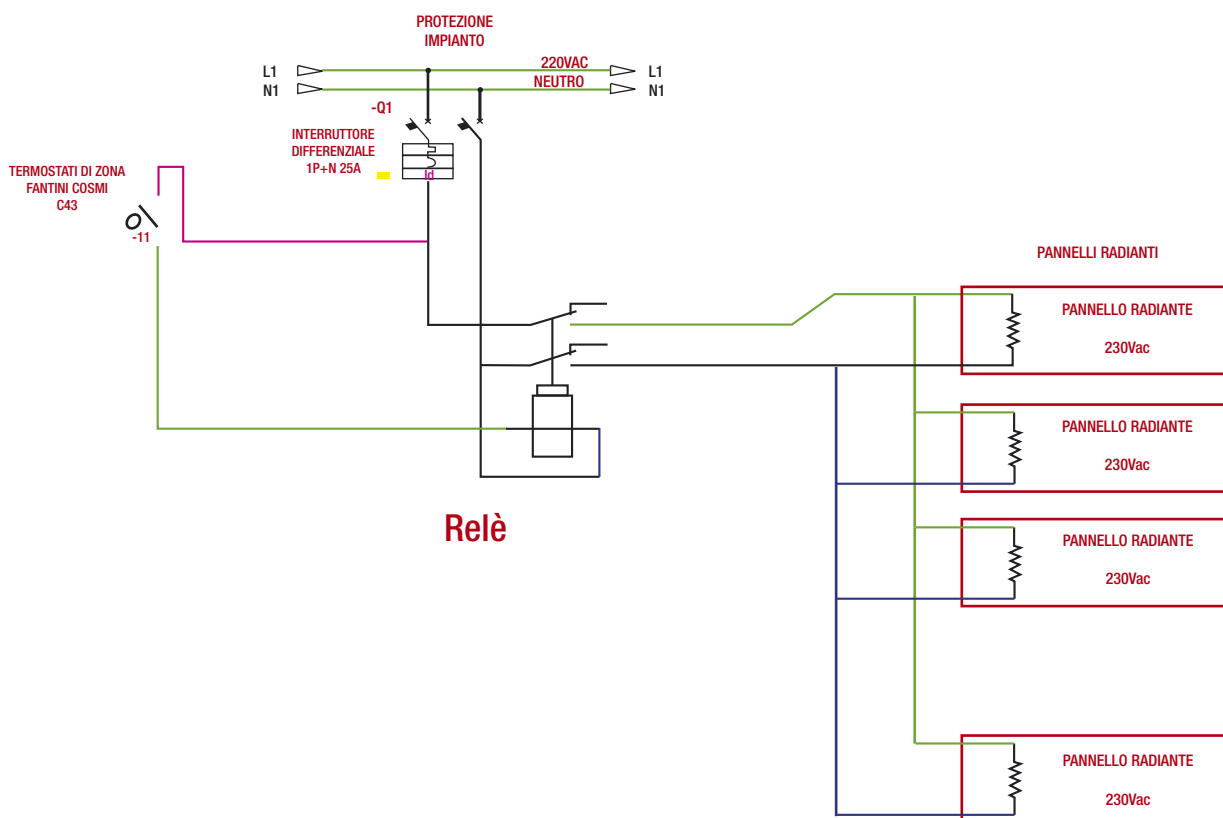 PROTEZIONE
IMPIANTO
L1
220VAC
L1
N1
NEUTRO
N1
-Q1
INTERRUTTORE
DIFFERENZIALE
1P+N 25A
Id
TERMOSTATI DI ZONA
FANTINI COSMI
C43
-11
PANNELLI RADIANTI
PANNELLO RADIANTE
230Vac
PANNELLO RADIANTE
230Vac
Relè
PANNELLO RADIANTE
230Vac
PANNELLO RADIANTE
230Vac